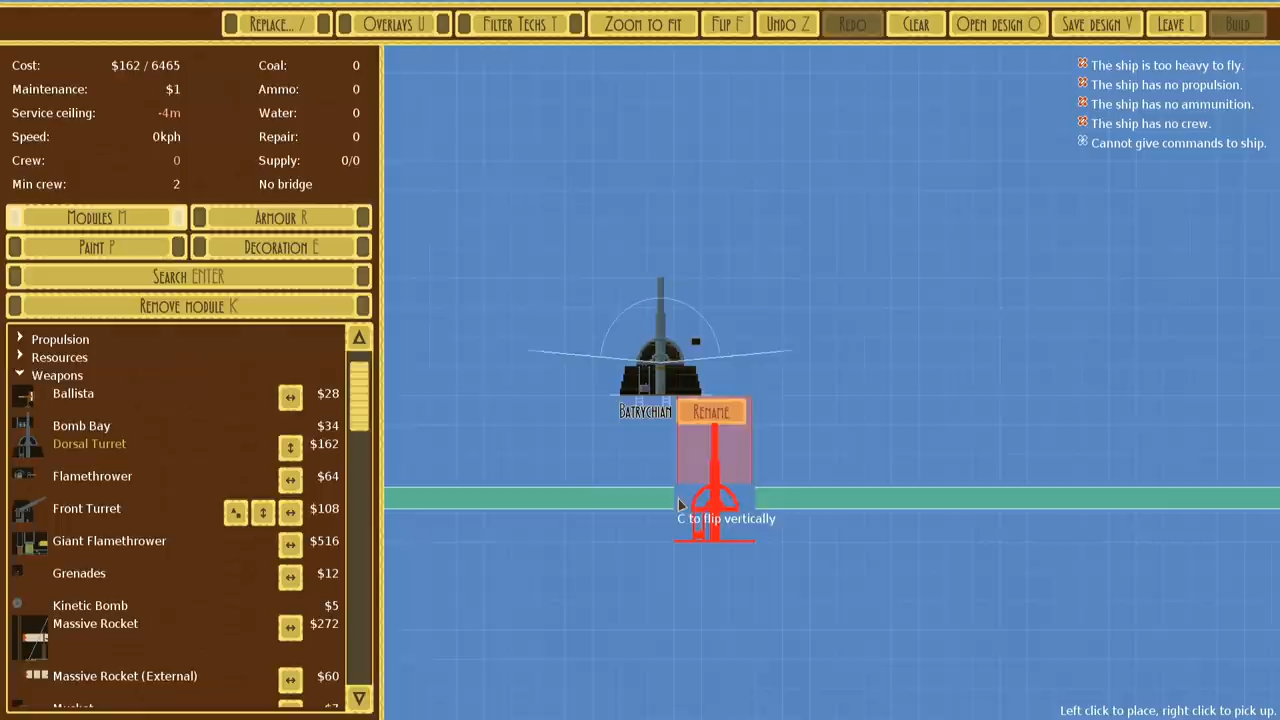 REPLACE... / OVERLAYS U FILTER TECHS T ZOOM TO FIT FLIP F UNDO Z REDO CLEAR OPEN DESIGN O SAVE DESIGN V LEAVE L BUILD
Cost: $162 / 6465 Coal: 0
Maintenance: $1 Ammo: 0
Service ceiling: -4m Water: 0
Speed: 0kph Repair: 0
Crew: 0 Supply: 0/0
Min crew: 2 No bridge
MODULES M ARMOUR R
PAINT P DECORATION E
SEARCH ENTER
REMOVE MODULE K
Propulsion
Resources
Weapons
Ballista $28
Bomb Bay $34
Dorsal Turret $162
Flamethrower $64
Front Turret $108
Giant Flamethrower $516
Grenades $12
Kinetic Bomb $5
Massive Rocket $272
Massive Rocket (External) $60
Musket $7
The ship is too heavy to fly.
The ship has no propulsion.
The ship has no ammunition.
The ship has no crew.
Cannot give commands to ship.
BATRYCHIAN RENAME
C to flip vertically
Left click to place, right click to pick up.